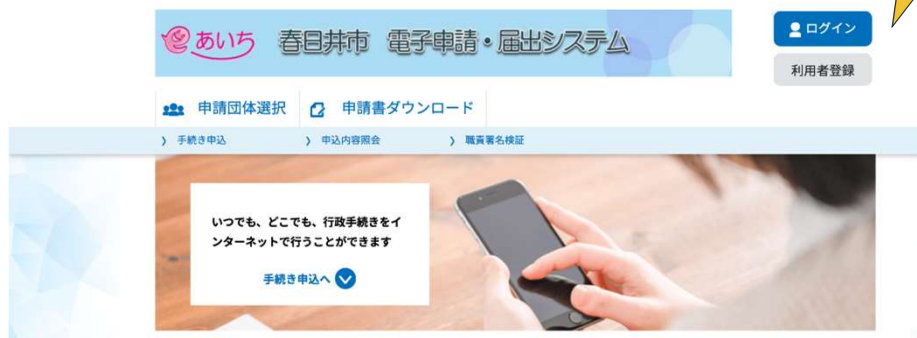 あいち 春日井市 電子申請・届出システム
ログイン
利用者登録
申請団体選択 申請書ダウンロード
> 手続き申込 > 申込内容照会 > 職責署名検証
いつでも、どこでも、行政手続きをイ
ンターネットで行うことができます
手続き申込へ